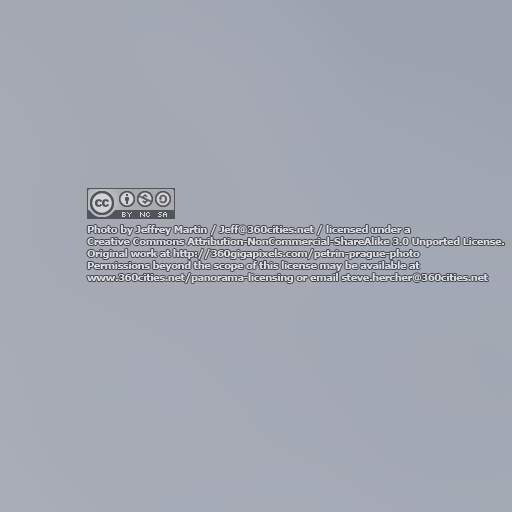 cc BY NC SA
Photo by Jeffrey Martin / Jeff@360cities.net / licensed under a
Creative Commons Attribution-NonCommercial-ShareAlike 3.0 Unported License.
Original work at http://360gigapixels.com/petrin-prague-photo
Permissions beyond the scope of this license may be available at
www.360cities.net/panorama-licensing or email steve.hercher@360cities.net